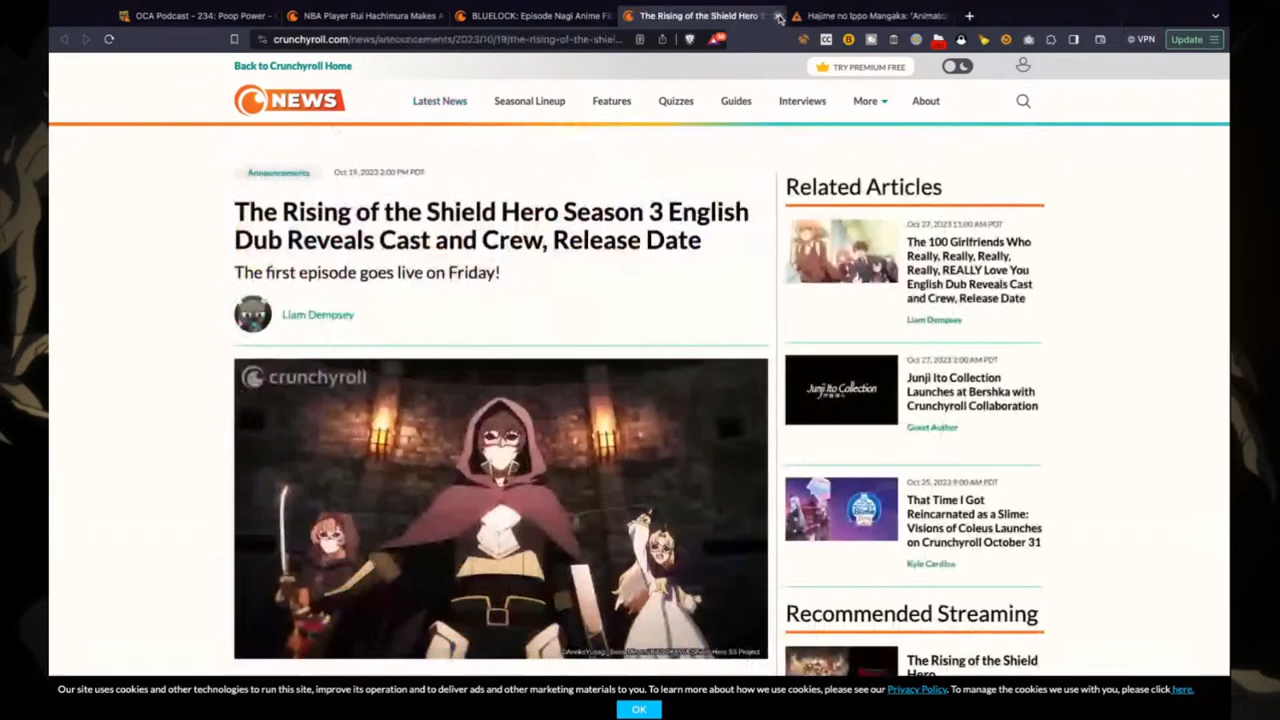 OCA Podcast - 234: Poop Power -
NBA Player Rui Hachimura Makes A
BLUELOCK: Episode Nagi Anime Fil
The Rising of the Shield Hero
Hajime no Ippo Mangaka: 'Animato
crunchyroll.com/news/announcements/2023/10/19/the-rising-of-the-shiel...
VPN
Update
Back to Crunchyroll Home
TRY PREMIUM FREE
NEWS
Latest News
Seasonal Lineup
Features
Quizzes
Guides
Interviews
More
About
Announcements
Oct 19, 2023 2:00 PM PDT
The Rising of the Shield Hero Season 3 English
Dub Reveals Cast and Crew, Release Date
The first episode goes live on Friday!
Liam Dempsey
crunchyroll
Related Articles
Oct 27, 2023 11:00 AM PDT
The 100 Girlfriends Who
Really, Really, Really,
Really, REALLY Love You
English Dub Reveals Cast
and Crew, Release Date
Liam Dempsey
Junji Ito Collection
Oct 27, 2023 2:00 AM PDT
Junji Ito Collection
Launches at Bershka with
Crunchyroll Collaboration
Guest Author
Oct 25, 2023 9:00 AM PDT
That Time I Got
Reincarnated as a Slime:
Visions of Coleus Launches
on Crunchyroll October 31
Kyle Cardine
Recommended Streaming
The Rising of the Shield
Hero
Our site uses cookies and other technologies to run this site, improve its operation and to deliver ads and other marketing materials to you. To learn more about how we use cookies, please see our Privacy Policy. To manage the cookies we use with you, please click here.
OK